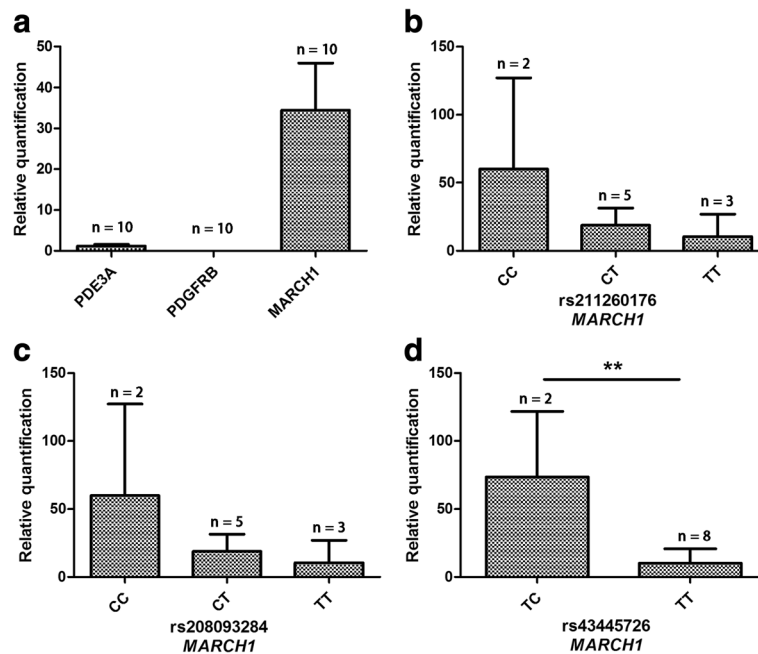 a
Relative quantification
50
40
30
20
10
0
n = 10
n = 10
n = 10
PDE3A
PDGFRB
MARCH1
b
Relative quantification
150
100
50
0
n = 2
n = 5
n = 3
CC
CT
TT
rs211260176
MARCH1
c
Relative quantification
150
100
50
0
n = 2
n = 5
n = 3
CC
CT
TT
rs208093284
MARCH1
d
Relative quantification
150
100
50
0
**
n = 2
n = 8
TC
TT
rs43445726
MARCH1